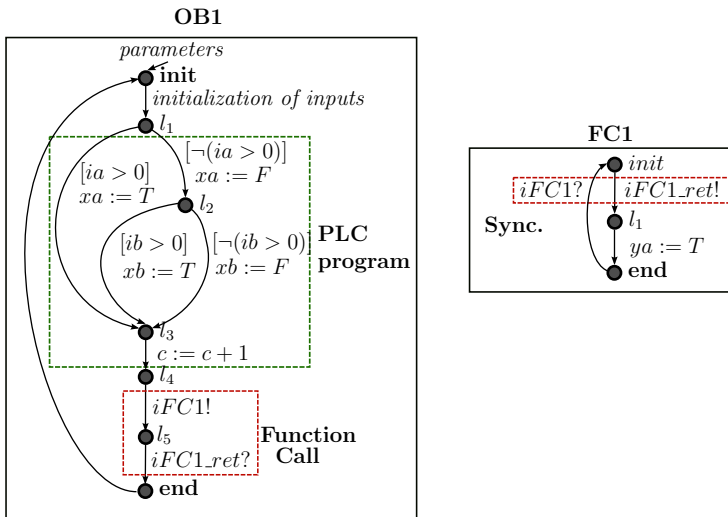 OB1
parameters
init
initialization of inputs
l1
[¬(ia > 0)]
xa := F
[ia > 0]
xa := T
l2
[ib > 0]
xb := T
[¬(ib > 0)]
xb := F
PLC
program
l3
c := c + 1
l4
iFC1!
l5
iFC1_ret?
Function
Call
end
FC1
init
iFC1? iFC1_ret!
Sync.
l1
ya := T
end